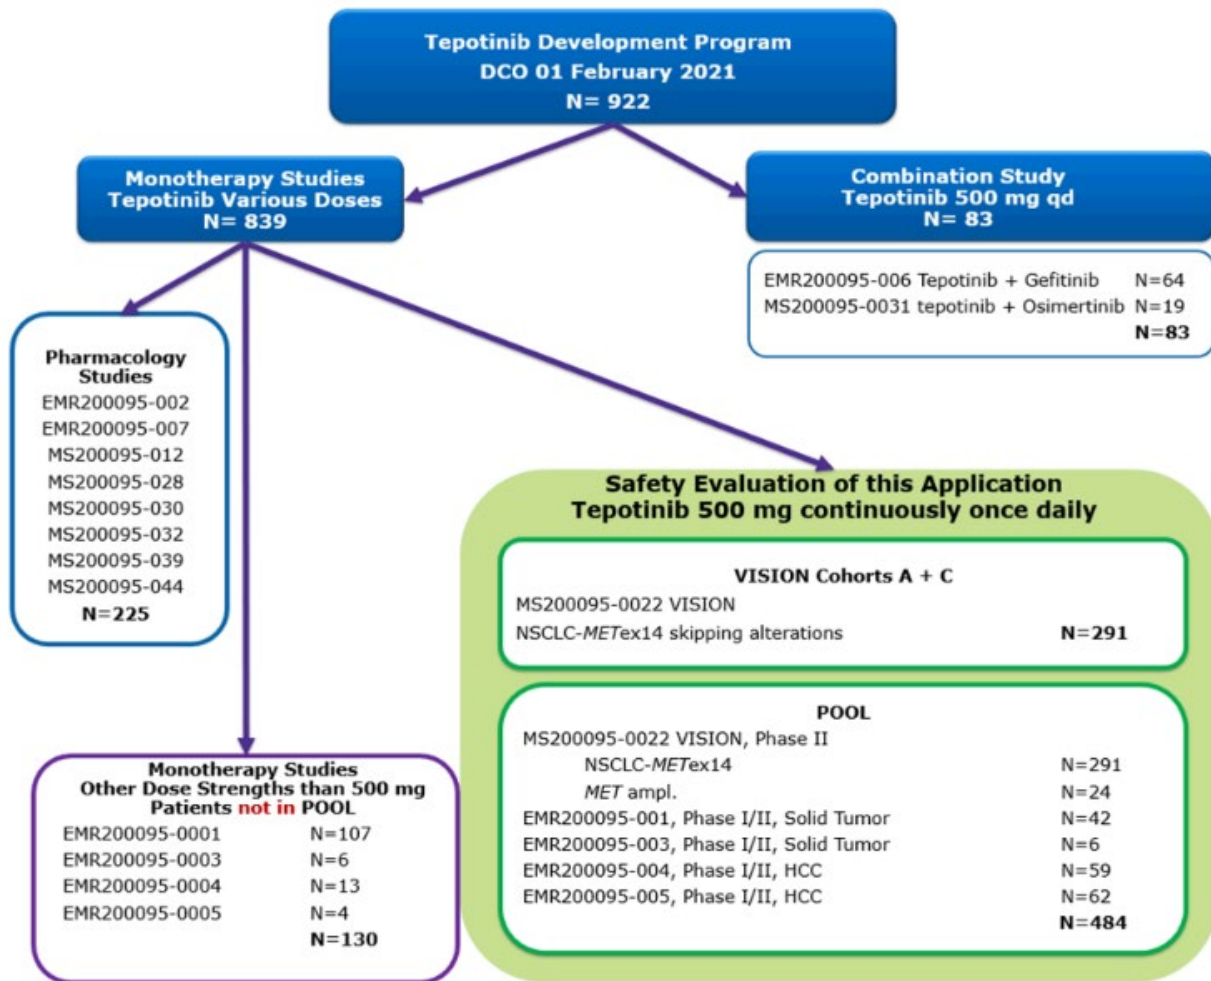 Tepotinib Development Program
DCO 01 February 2021
N= 922
Monotherapy Studies
Tepotinib Various Doses
N= 839
Combination Study
Tepotinib 500 mg qd
N= 83
EMR200095-006 Tepotinib + Gefitinib N=64
MS200095-0031 tepotinib + Osimertinib N=19
N=83
Pharmacology
Studies
EMR200095-002
EMR200095-007
MS200095-012
MS200095-028
MS200095-030
MS200095-032
MS200095-039
MS200095-044
N=225
Safety Evaluation of this Application
Tepotinib 500 mg continuously once daily
VISION Cohorts A + C
MS200095-0022 VISION
NSCLC-METex14 skipping alterations N=291
POOL
MS200095-0022 VISION, Phase II
NSCLC-METex14 N=291
MET ampl. N=24
EMR200095-001, Phase I/II, Solid Tumor N=42
EMR200095-003, Phase I/II, Solid Tumor N=6
EMR200095-004, Phase I/II, HCC N=59
EMR200095-005, Phase I/II, HCC N=62
N=484
Monotherapy Studies
Other Dose Strengths than 500 mg
Patients not in POOL
EMR200095-0001 N=107
EMR200095-0003 N=6
EMR200095-0004 N=13
EMR200095-0005 N=4
N=130